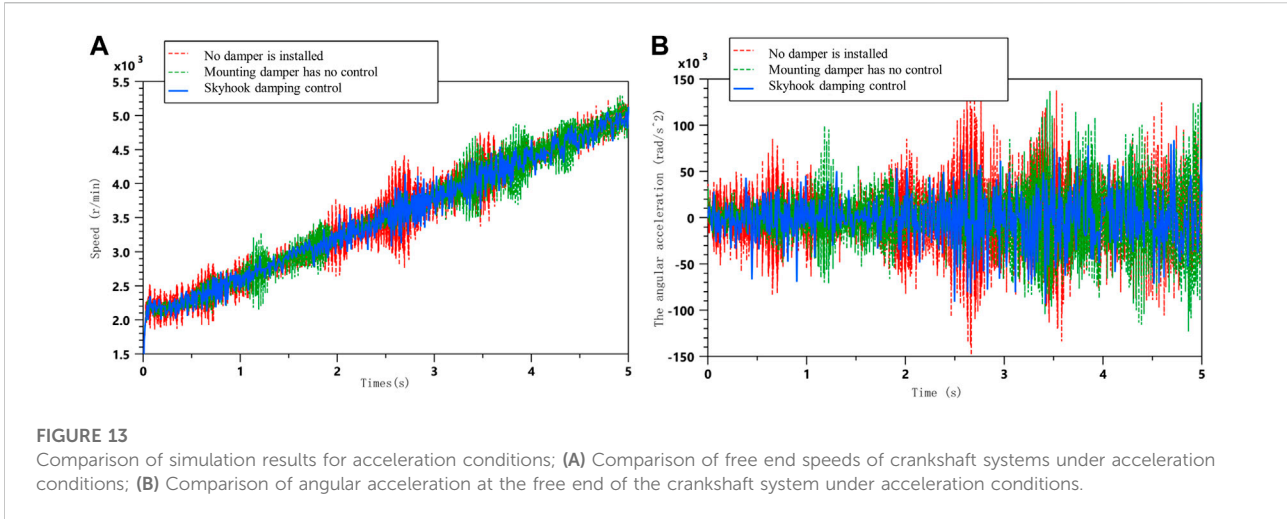 A
No damper is installed
Mounting damper has no control
Skyhook damping control
x10³
5.5
5.0
4.5
4.0
3.5
3.0
2.5
2.0
1.5
Speed (r/min)
0 1 2 3 4 5
Times(s)
B
No damper is installed
Mounting damper has no control
Skyhook damping control
x10³
150
100
50
0
-50
-100
-150
The angular acceleration (rad/s^2)
0 1 2 3 4 5
Time (s)
FIGURE 13
Comparison of simulation results for acceleration conditions; (A) Comparison of free end speeds of crankshaft systems under acceleration
conditions; (B) Comparison of angular acceleration at the free end of the crankshaft system under acceleration conditions.